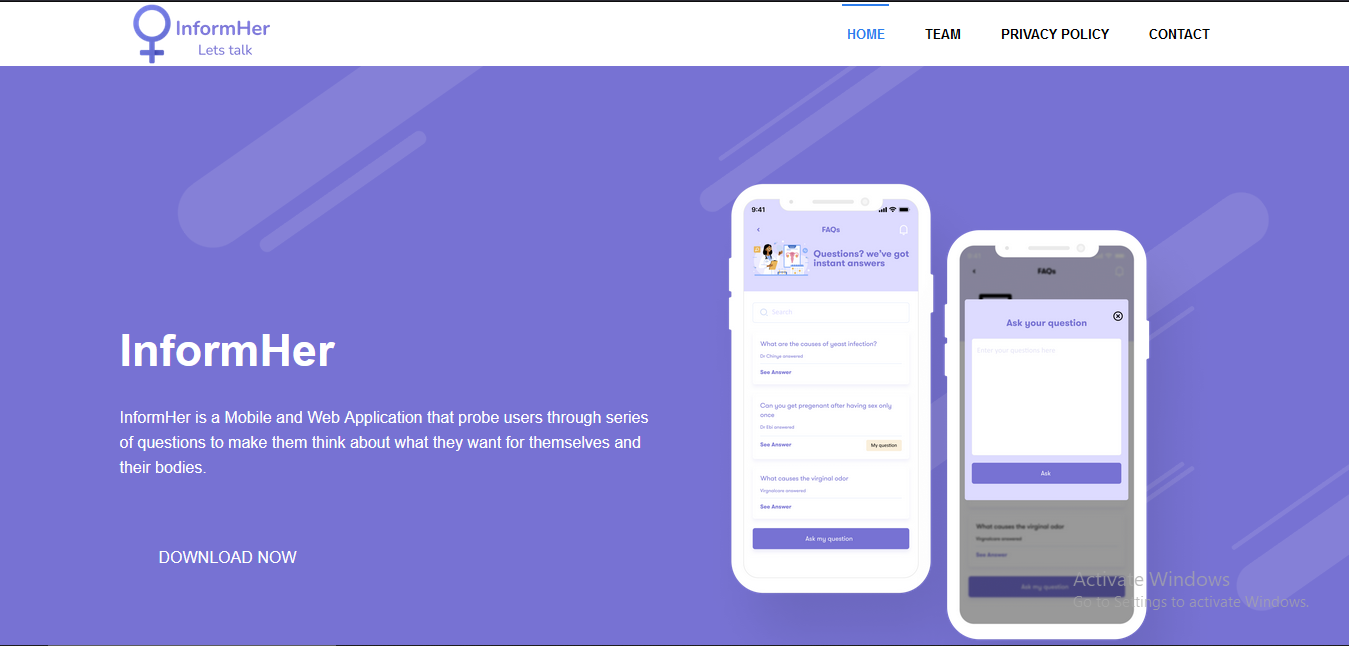 InformHer
Lets talk
HOME
TEAM
PRIVACY POLICY
CONTACT
InformHer
InformHer is a Mobile and Web Application that probe users through series
of questions to make them think about what they want for themselves and
their bodies.
DOWNLOAD NOW
9:41
FAQs
Questions? we've got
instant answers
Search
What are the causes of yeast infection?
Dr Chinye answered
See Answer
Can you get pregenant after having sex only
once
Dr Ebi answered
See Answer
My question
What causes the virginal odor
Virginalcare answered
See Answer
Ask my question
FAQs
Ask your question
Enter your questions here
Ask
What causes the virginal odor
Virginalcare answered
See Answer
Ask my question
Activate Windows
Go to Settings to activate Windows.